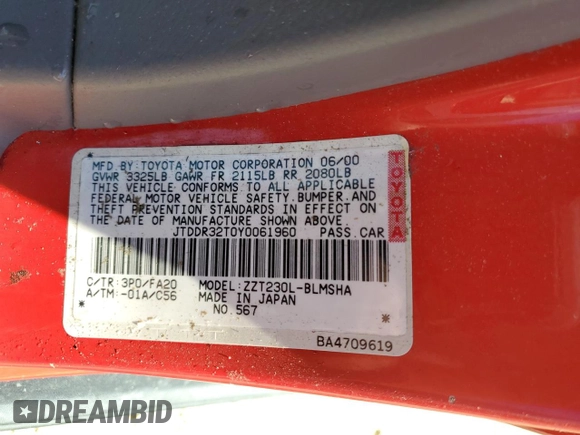 MFD BY:TOYOTA MOTOR CORPORATION 06/00
GVWR 3325LB GAWR FR 2115LB RR 2080LB
THIS VEHICLE CONFORMS TO ALL APPLICABLE
FEDERAL MOTOR VEHICLE SAFETY,BUMPER,AND
THEFT PREVENTION STANDARDS IN EFFECT ON
THE DATE OF MANUFACTURE SHOWN ABOVE.
JTDDR32T0Y0061960 PASS.CAR
C/TR:3P0/FA20 MODEL:ZZT230L-BLMSHA
A/TM:-01A/C56 MADE IN JAPAN
NO.567
BA4709619
TOYOTA
DREAMBID